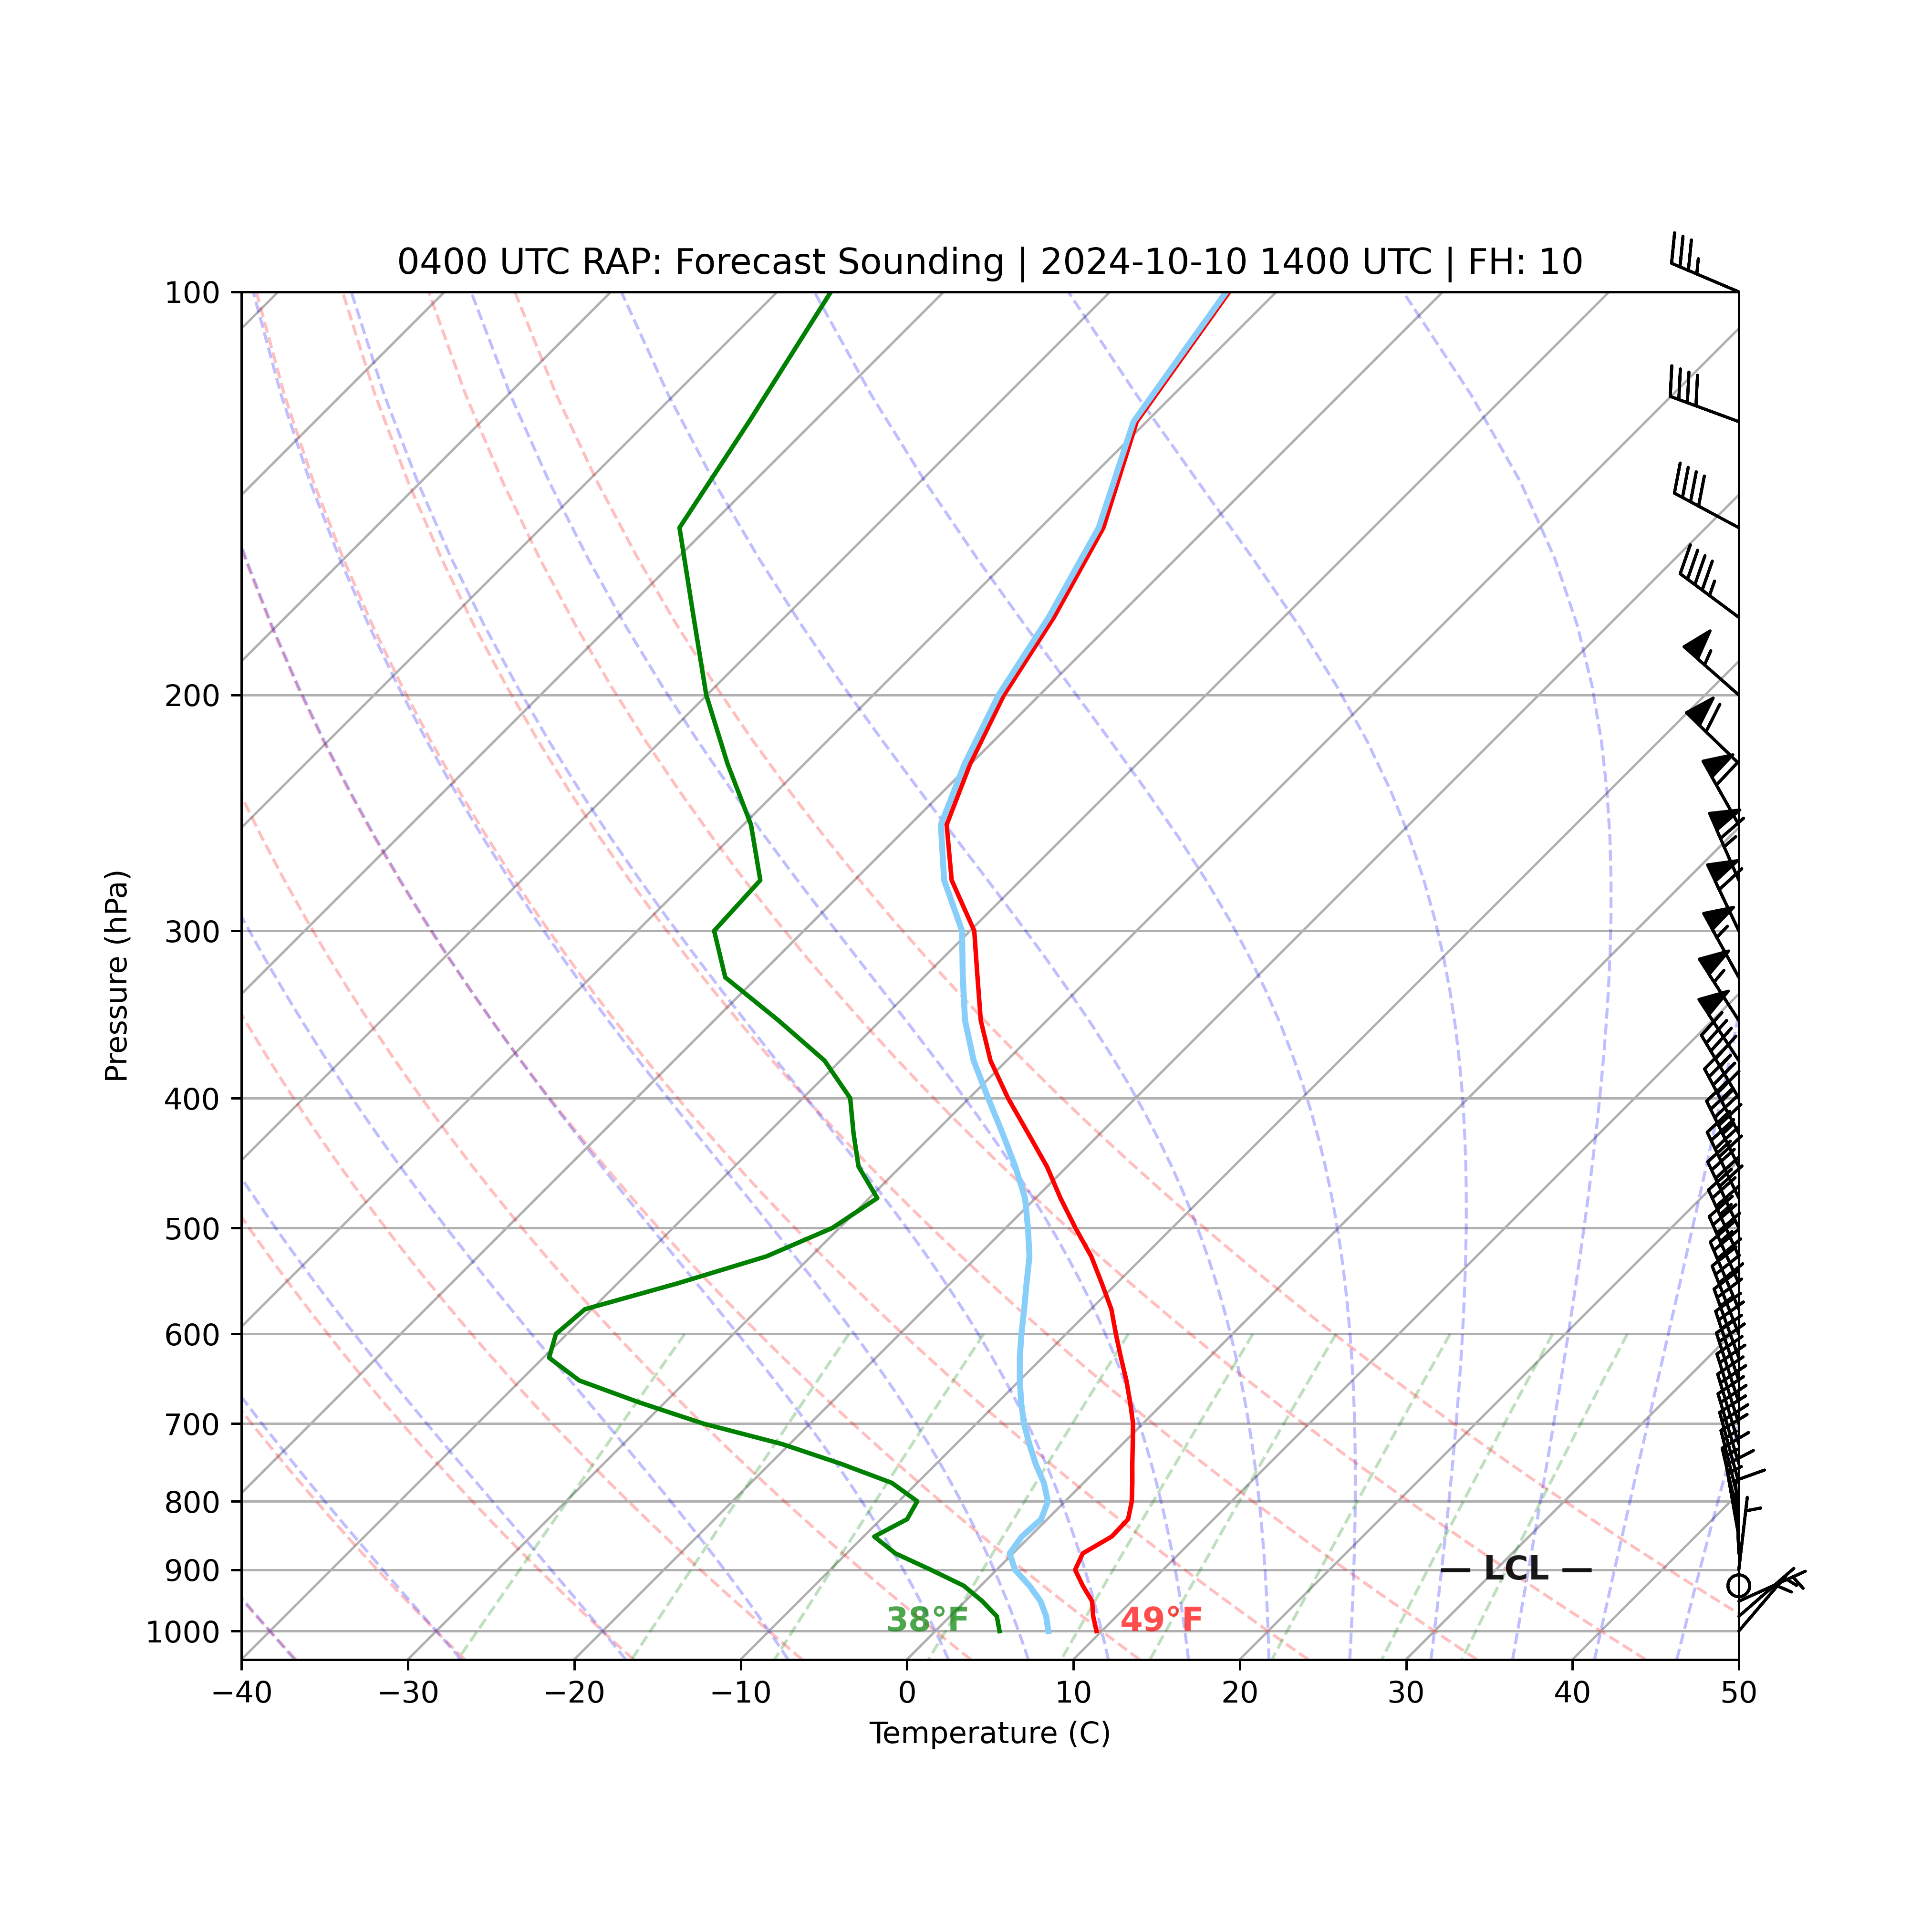 0400 UTC RAP: Forecast Sounding | 2024-10-10 1400 UTC | FH: 10
100
200
300
400
500
600
700
800
900
1000
Pressure (hPa)
— LCL —
38°F
49°F
−40 −30 −20 −10 0 10 20 30 40 50
Temperature (C)